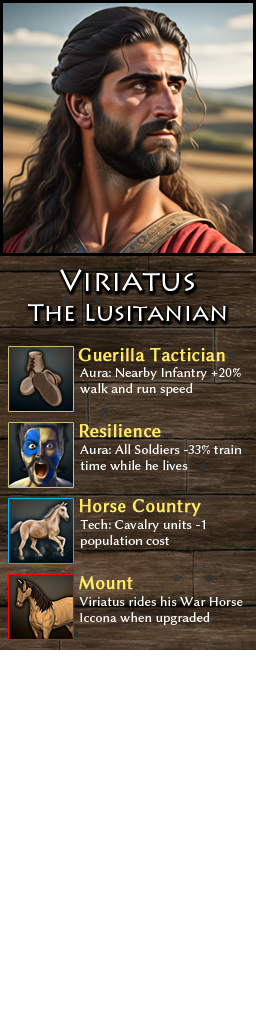 Viriatus
The Lusitanian
Guerilla Tactician
Aura: Nearby Infantry +20%
walk and run speed
Resilience
Aura: All Soldiers -33% train
time while he lives
Horse Country
Tech: Cavalry units -1
population cost
Mount
Viriatus rides his War Horse
Iccona when upgraded